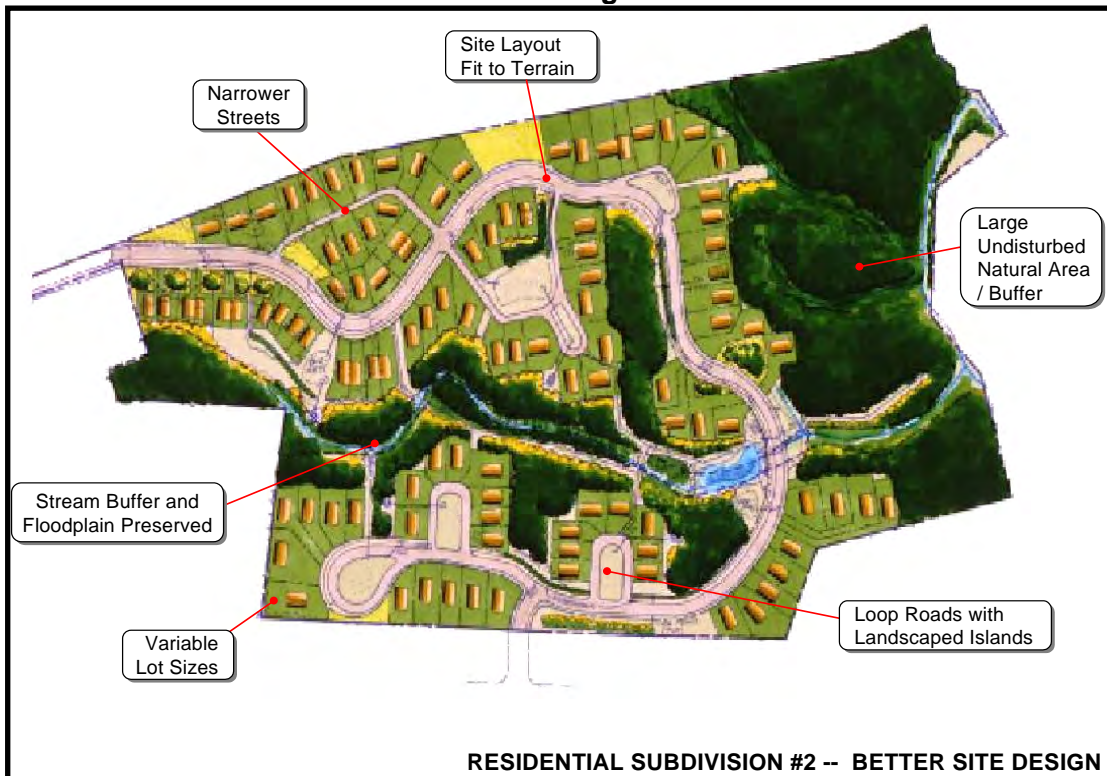 Site Layout
Fit to Terrain
Narrower
Streets
Large
Undisturbed
Natural Area
/ Buffer
Stream Buffer and
Floodplain Preserved
Variable
Lot Sizes
Loop Roads with
Landscaped Islands
RESIDENTIAL SUBDIVISION #2 -- BETTER SITE DESIGN